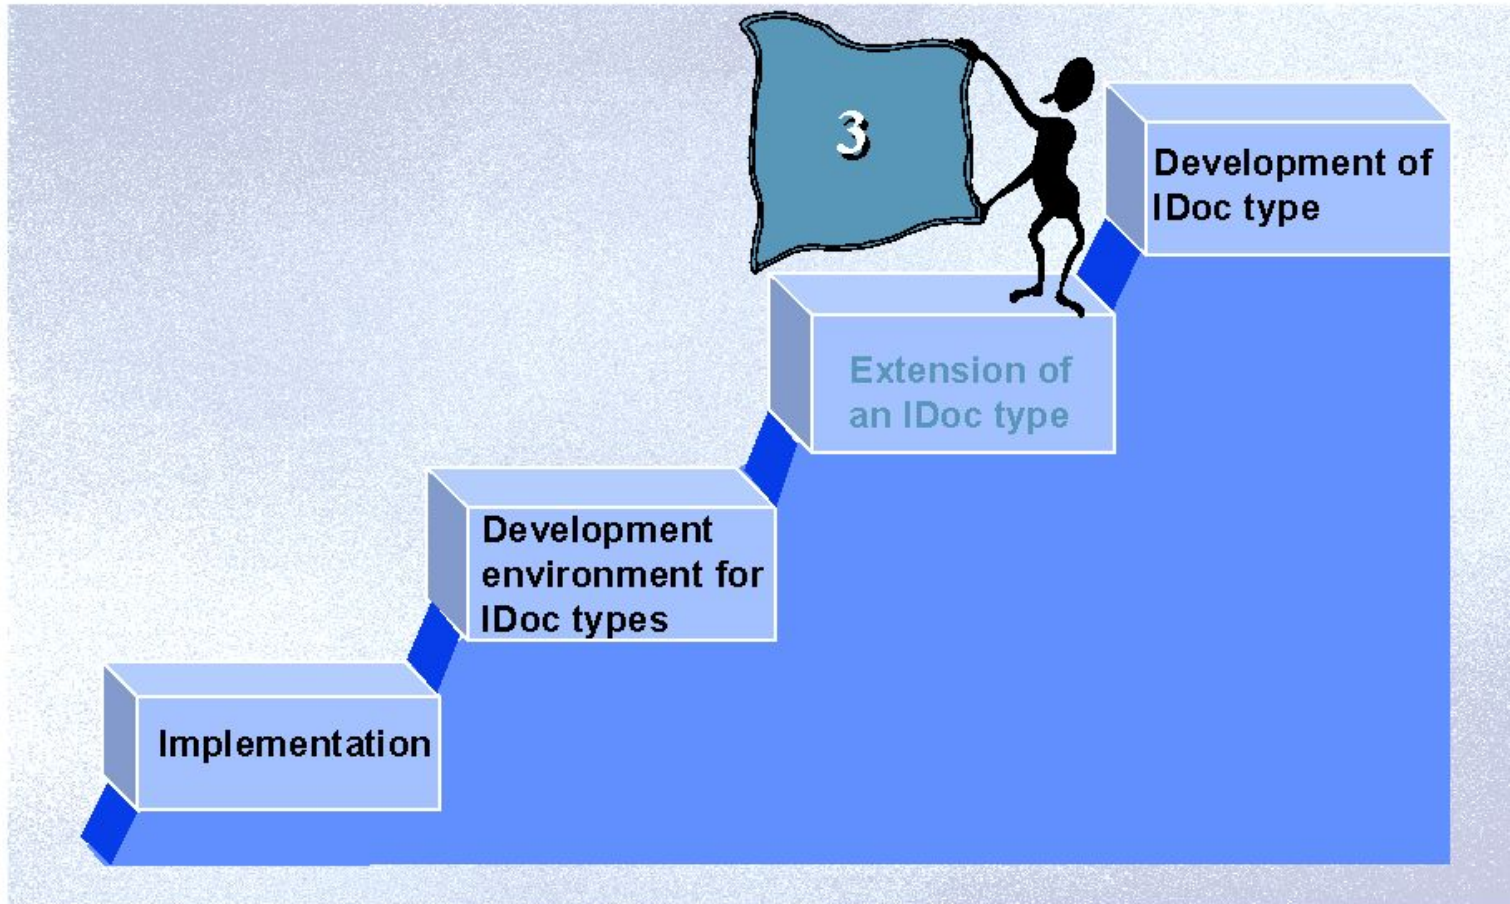 3
Development of
IDoc type
Extension of
an IDoc type
Development
environment for
IDoc types
Implementation